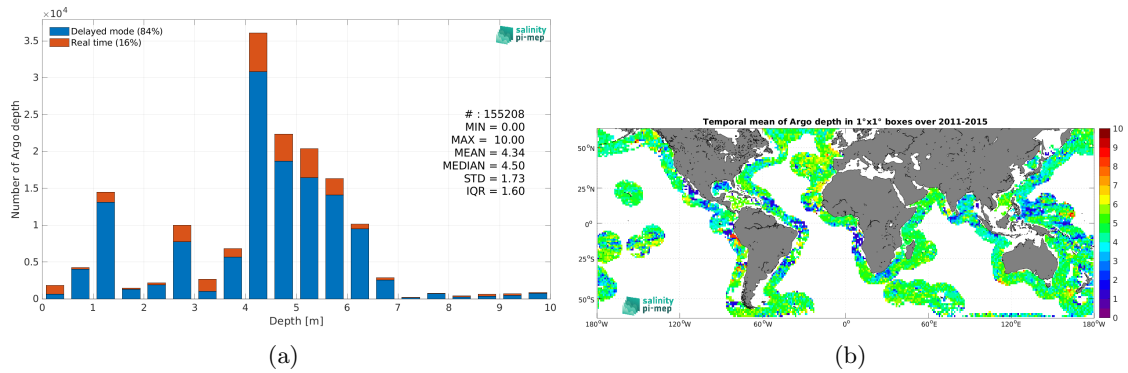 ×10^4
Delayed mode (84%)
Real time (16%)
salinity
pi-mep
Number of Argo depth
3.5
3
2.5
2
1.5
1
0.5
0
# : 155208
MIN = 0.00
MAX = 10.00
MEAN = 4.34
MEDIAN = 4.50
STD = 1.73
IQR = 1.60
0 1 2 3 4 5 6 7 8 9 10
Depth [m]
(a)
Temporal mean of Argo depth in 1°x1° boxes over 2011-2015
50°N
25°N
0°
25°S
50°S
180°W 120°W 60°W 0° 60°E 120°E 180°W
salinity
pi-mep
10
9
8
7
6
5
4
3
2
1
0
(b)